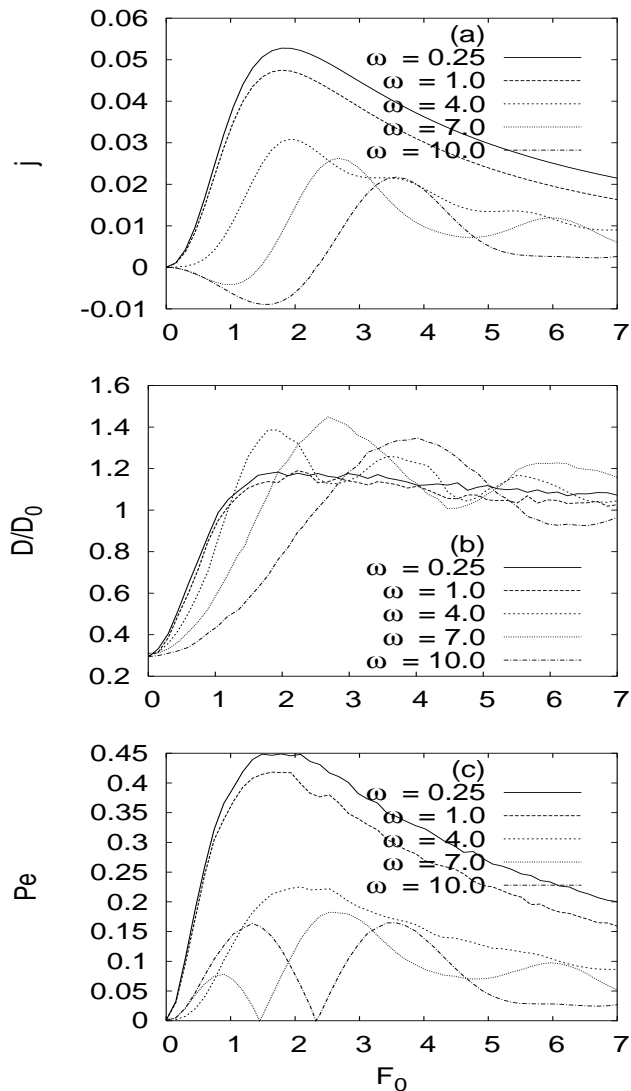 0.06
0.05
0.04
0.03
0.02
0.01
0
-0.01
j
(a)
ω = 0.25
ω = 1.0
ω = 4.0
ω = 7.0
ω = 10.0
0 1 2 3 4 5 6 7
1.6
1.4
1.2
1
0.8
0.6
0.4
0.2
D/D0
(b)
ω = 0.25
ω = 1.0
ω = 4.0
ω = 7.0
ω = 10.0
0 1 2 3 4 5 6 7
0.45
0.4
0.35
0.3
0.25
0.2
0.15
0.1
0.05
0
Pe
(c)
ω = 0.25
ω = 1.0
ω = 4.0
ω = 7.0
ω = 10.0
0 1 2 3 4 5 6 7
F0